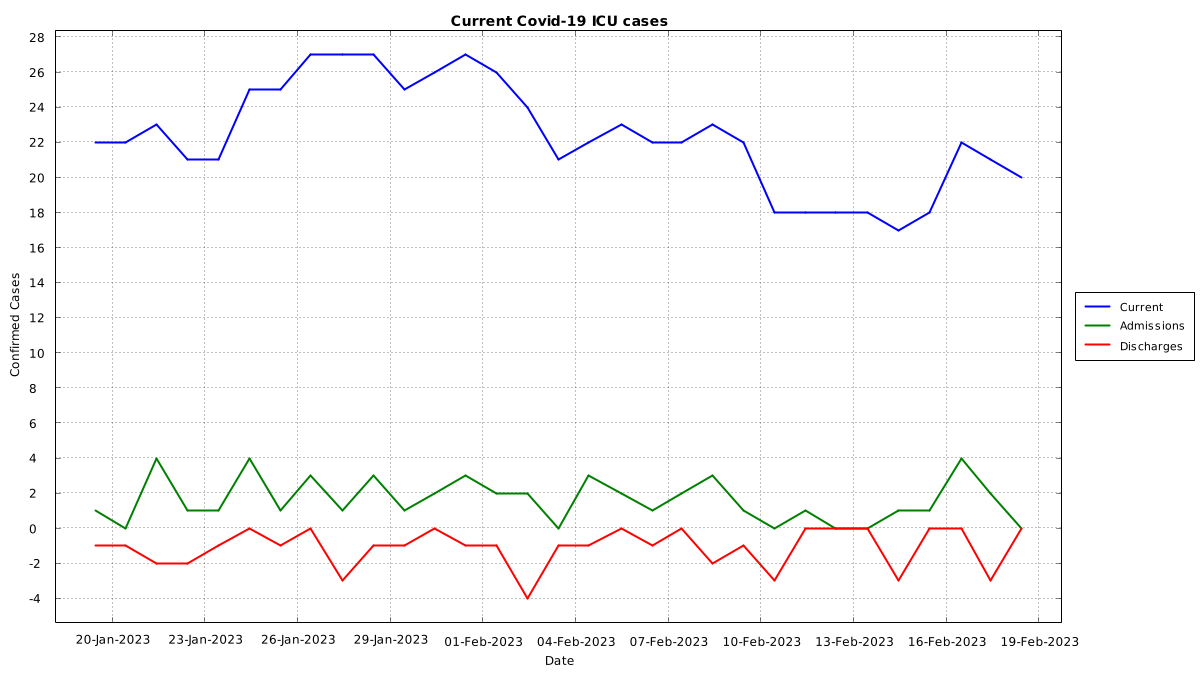 Current Covid-19 ICU cases
28
26
24
22
20
18
16
14
12
10
8
6
4
2
0
-2
-4
Confirmed Cases
20-Jan-2023 23-Jan-2023 26-Jan-2023 29-Jan-2023 01-Feb-2023 04-Feb-2023 07-Feb-2023 10-Feb-2023 13-Feb-2023 16-Feb-2023 19-Feb-2023
Date
Current
Admissions
Discharges